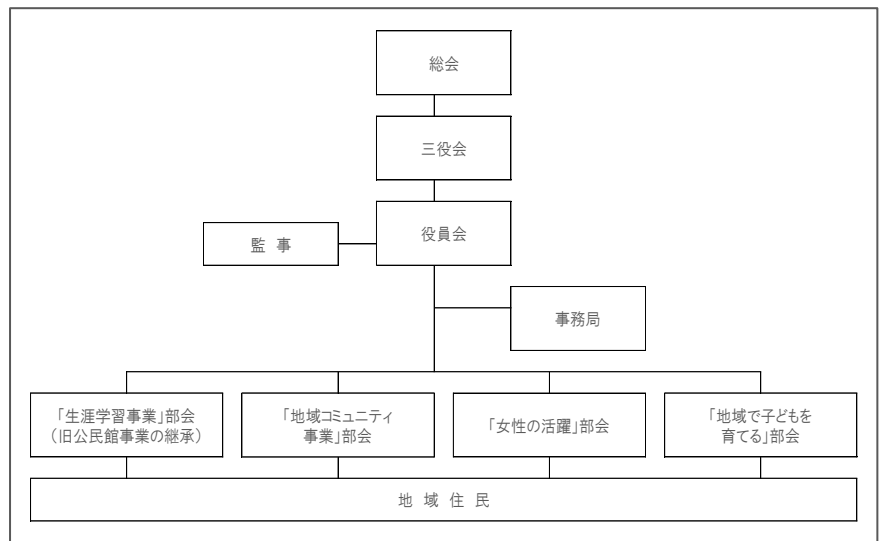 総会
三役会
役員会
監 事
事務局
「生涯学習事業」部会
（旧公民館事業の継承）
「地域コミュニティ
事業」部会
「女性の活躍」部会
「地域で子どもを
育てる」部会
地 域 住 民